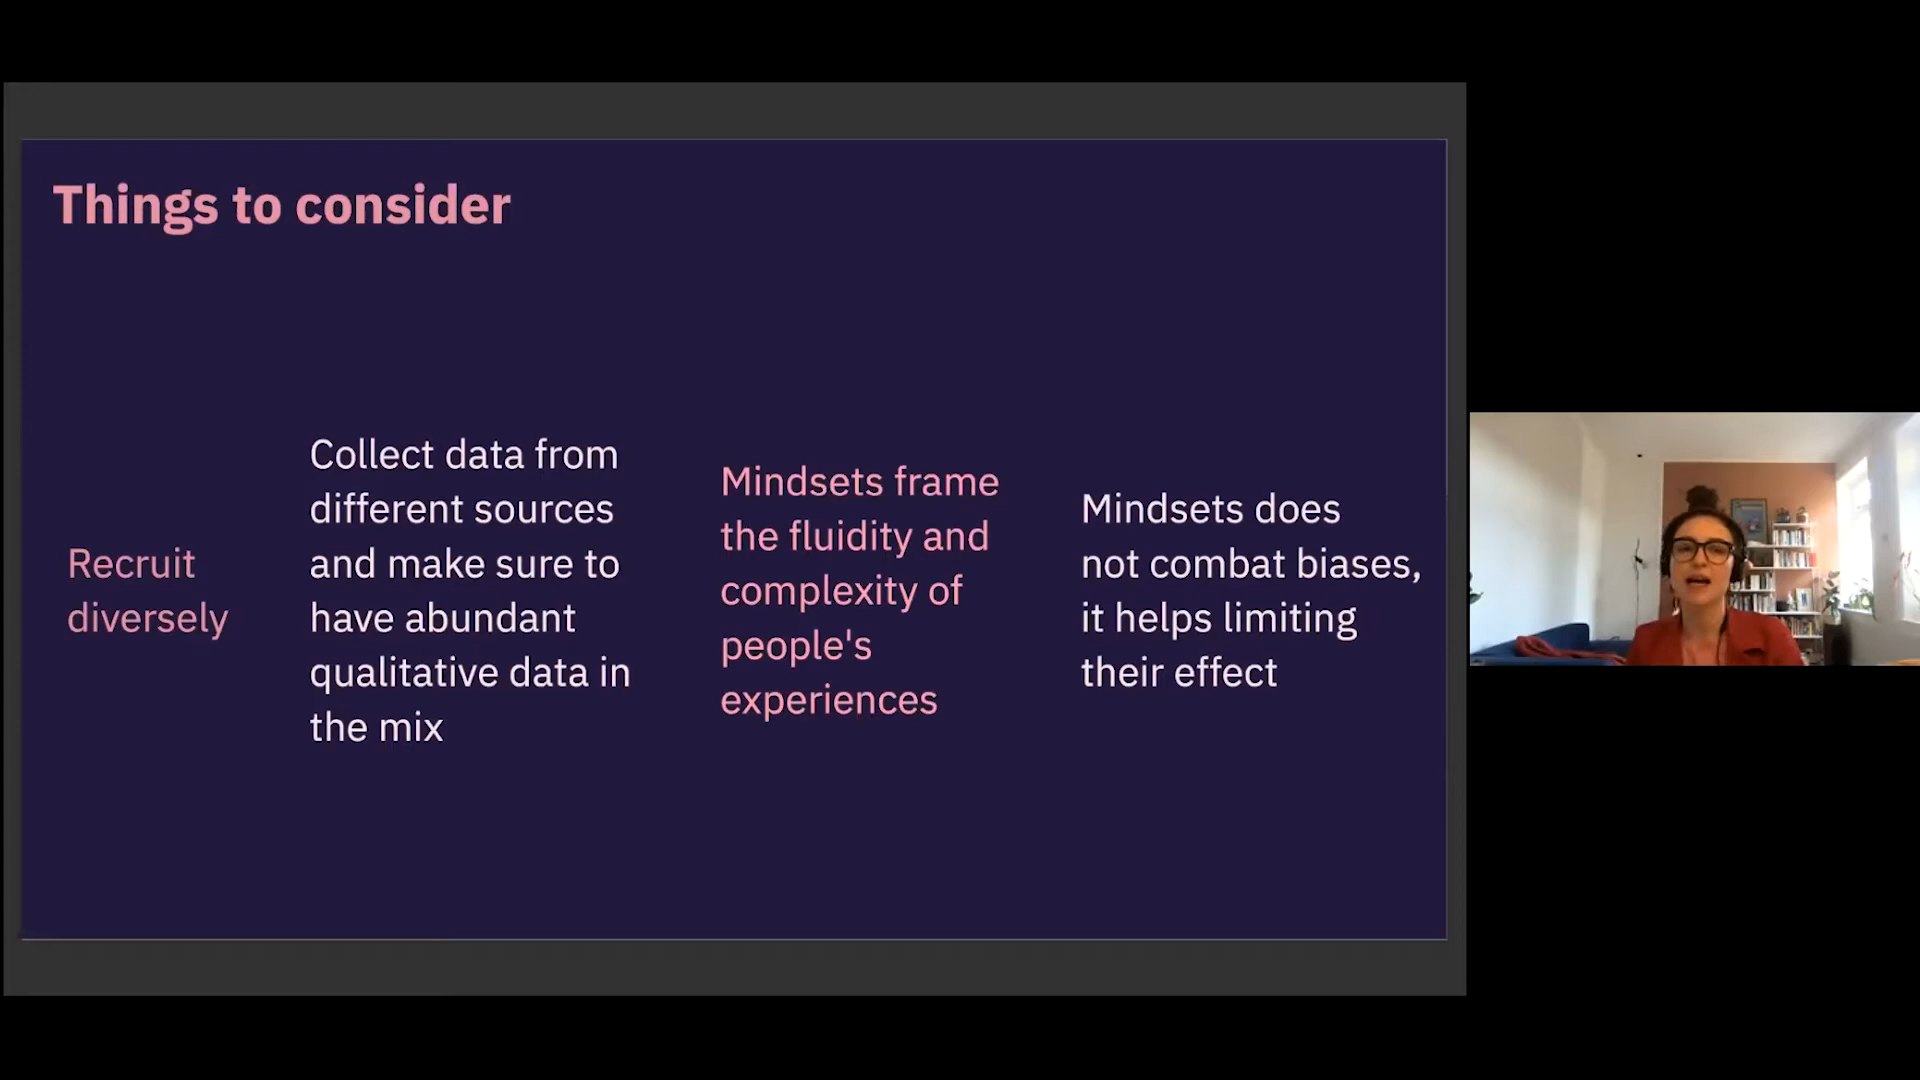 Things to consider
Recruit
diversely
Collect data from
different sources
and make sure to
have abundant
qualitative data in
the mix
Mindsets frame
the fluidity and
complexity of
people's
experiences
Mindsets does
not combat biases,
it helps limiting
their effect